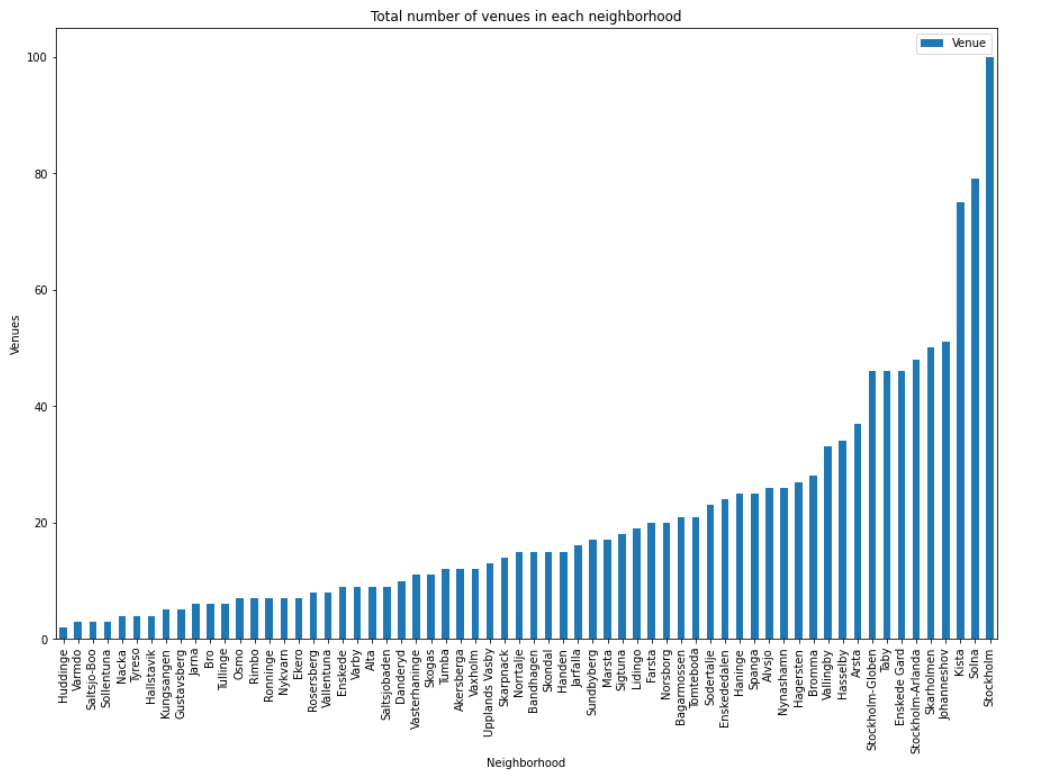 Total number of venues in each neighborhood
Venue
100
80
60
40
20
0
Venues
Huddinge
Varmdo
Saltsjo-Boo
Sollentuna
Nacka
Tyreso
Hallstavik
Kungsangen
Gustavsberg
Jarna
Bro
Tullinge
Osmo
Rimbo
Ronninge
Nykvarn
Ekero
Rosersberg
Vallentuna
Enskede
Varby
Alta
Saltsjobaden
Danderyd
Vasterhaninge
Skogas
Tumba
Akersberga
Vaxholm
Upplands Vasby
Skarpnack
Norrtalje
Bandhagen
Skondal
Handen
Jarfalla
Sundbyberg
Marsta
Sigtuna
Lidingo
Farsta
Norsborg
Bagarmossen
Tomteboda
Sodertalje
Enskededalen
Haninge
Spanga
Alvsjo
Nynashamn
Hagersten
Bromma
Vallingby
Hasselby
Arsta
Stockholm-Globen
Taby
Enskede Gard
Stockholm-Arlanda
Skarholmen
Johanneshov
Kista
Solna
Stockholm
Neighborhood